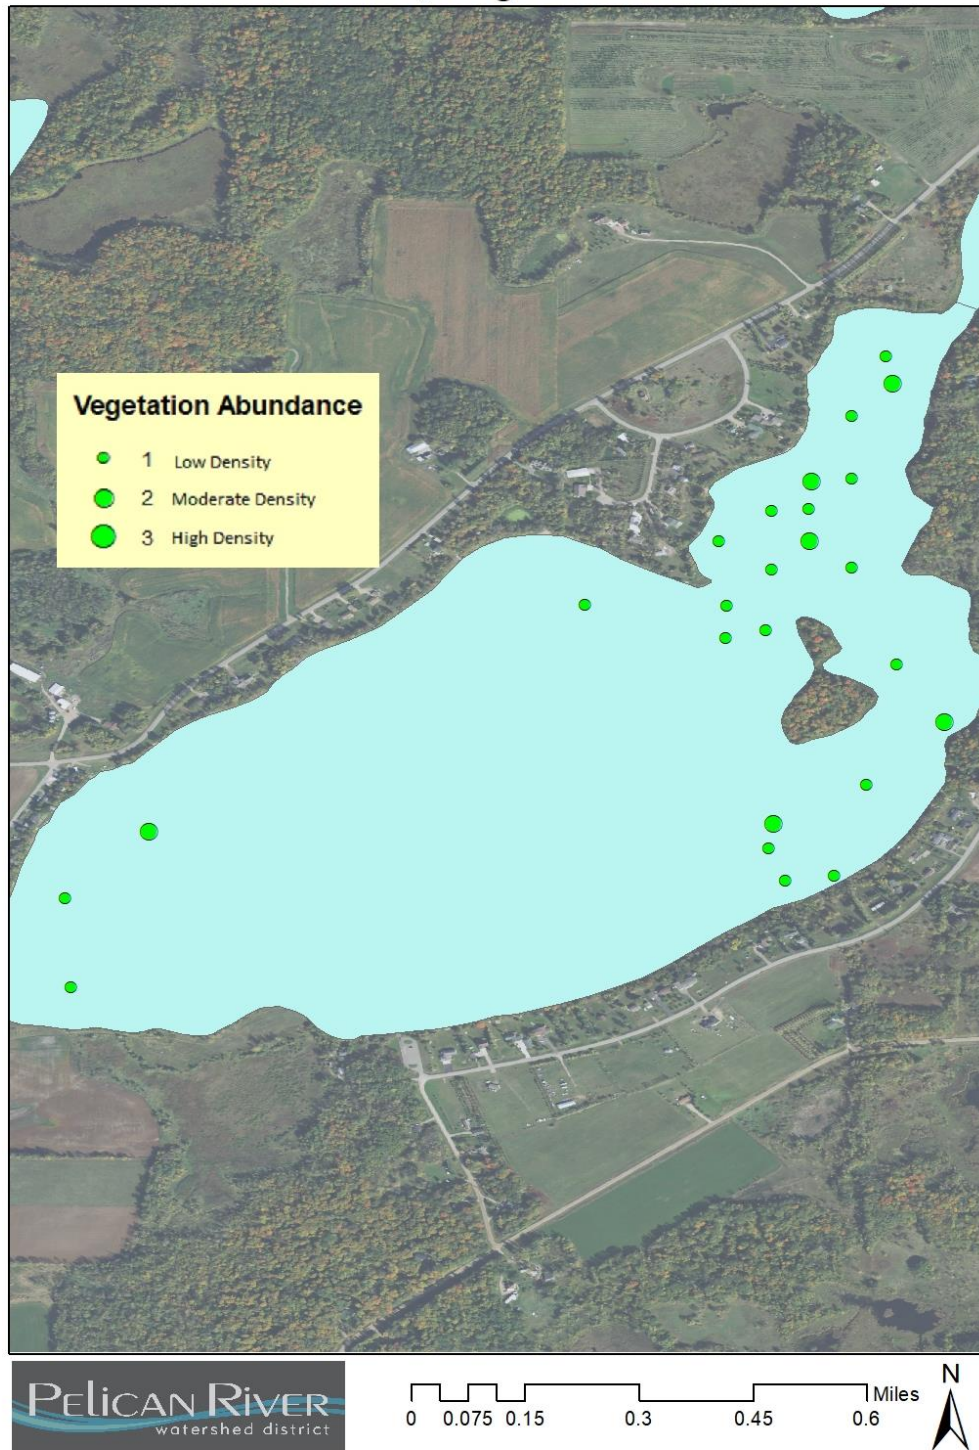 Vegetation Abundance
1 Low Density
2 Moderate Density
3 High Density
PELICAN RIVER
watershed district
Miles
0 0.075 0.15 0.3 0.45 0.6
N